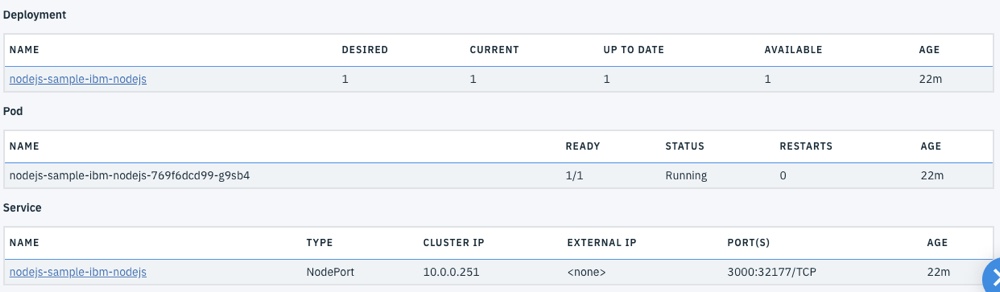 Deployment
NAME DESIRED CURRENT UP TO DATE AVAILABLE AGE
nodejs-sample-ibm-nodejs 1 1 1 1 22m
Pod
NAME READY STATUS RESTARTS AGE
nodejs-sample-ibm-nodejs-769f6dcd99-g9sb4 1/1 Running 0 22m
Service
NAME TYPE CLUSTER IP EXTERNAL IP PORT(S) AGE
nodejs-sample-ibm-nodejs NodePort 10.0.0.251 <none> 3000:32177/TCP 22m